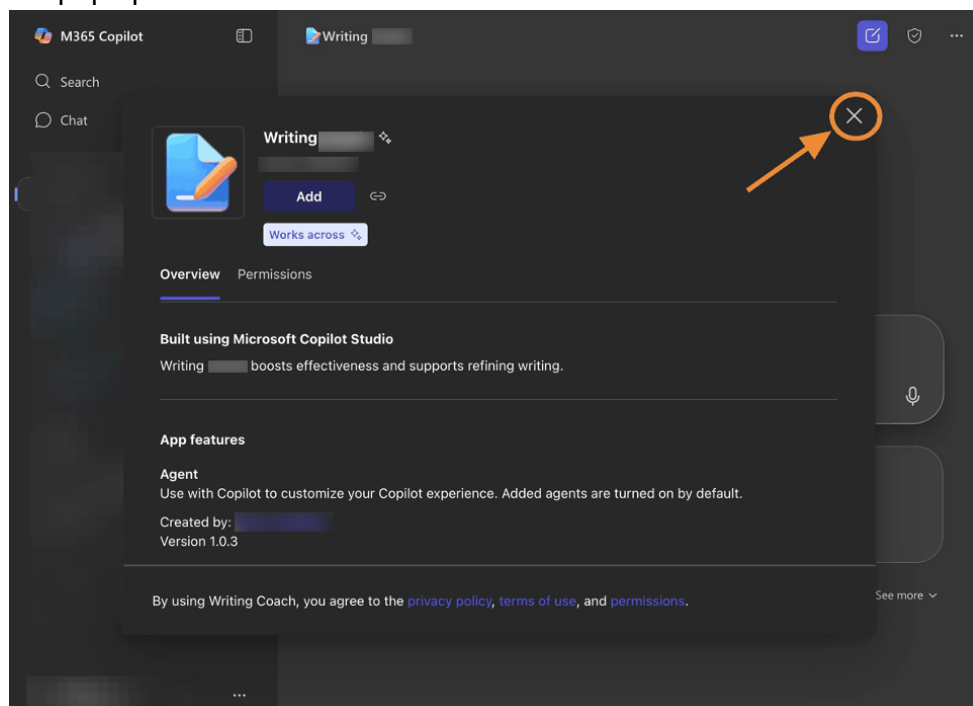 M365 Copilot
Writing
Search
Chat
Writing
Add
Works across
Overview Permissions
Built using Microsoft Copilot Studio
Writing boosts effectiveness and supports refining writing.
App features
Agent
Use with Copilot to customize your Copilot experience. Added agents are turned on by default.
Created by:
Version 1.0.3
By using Writing Coach, you agree to the privacy policy, terms of use, and permissions.
See more